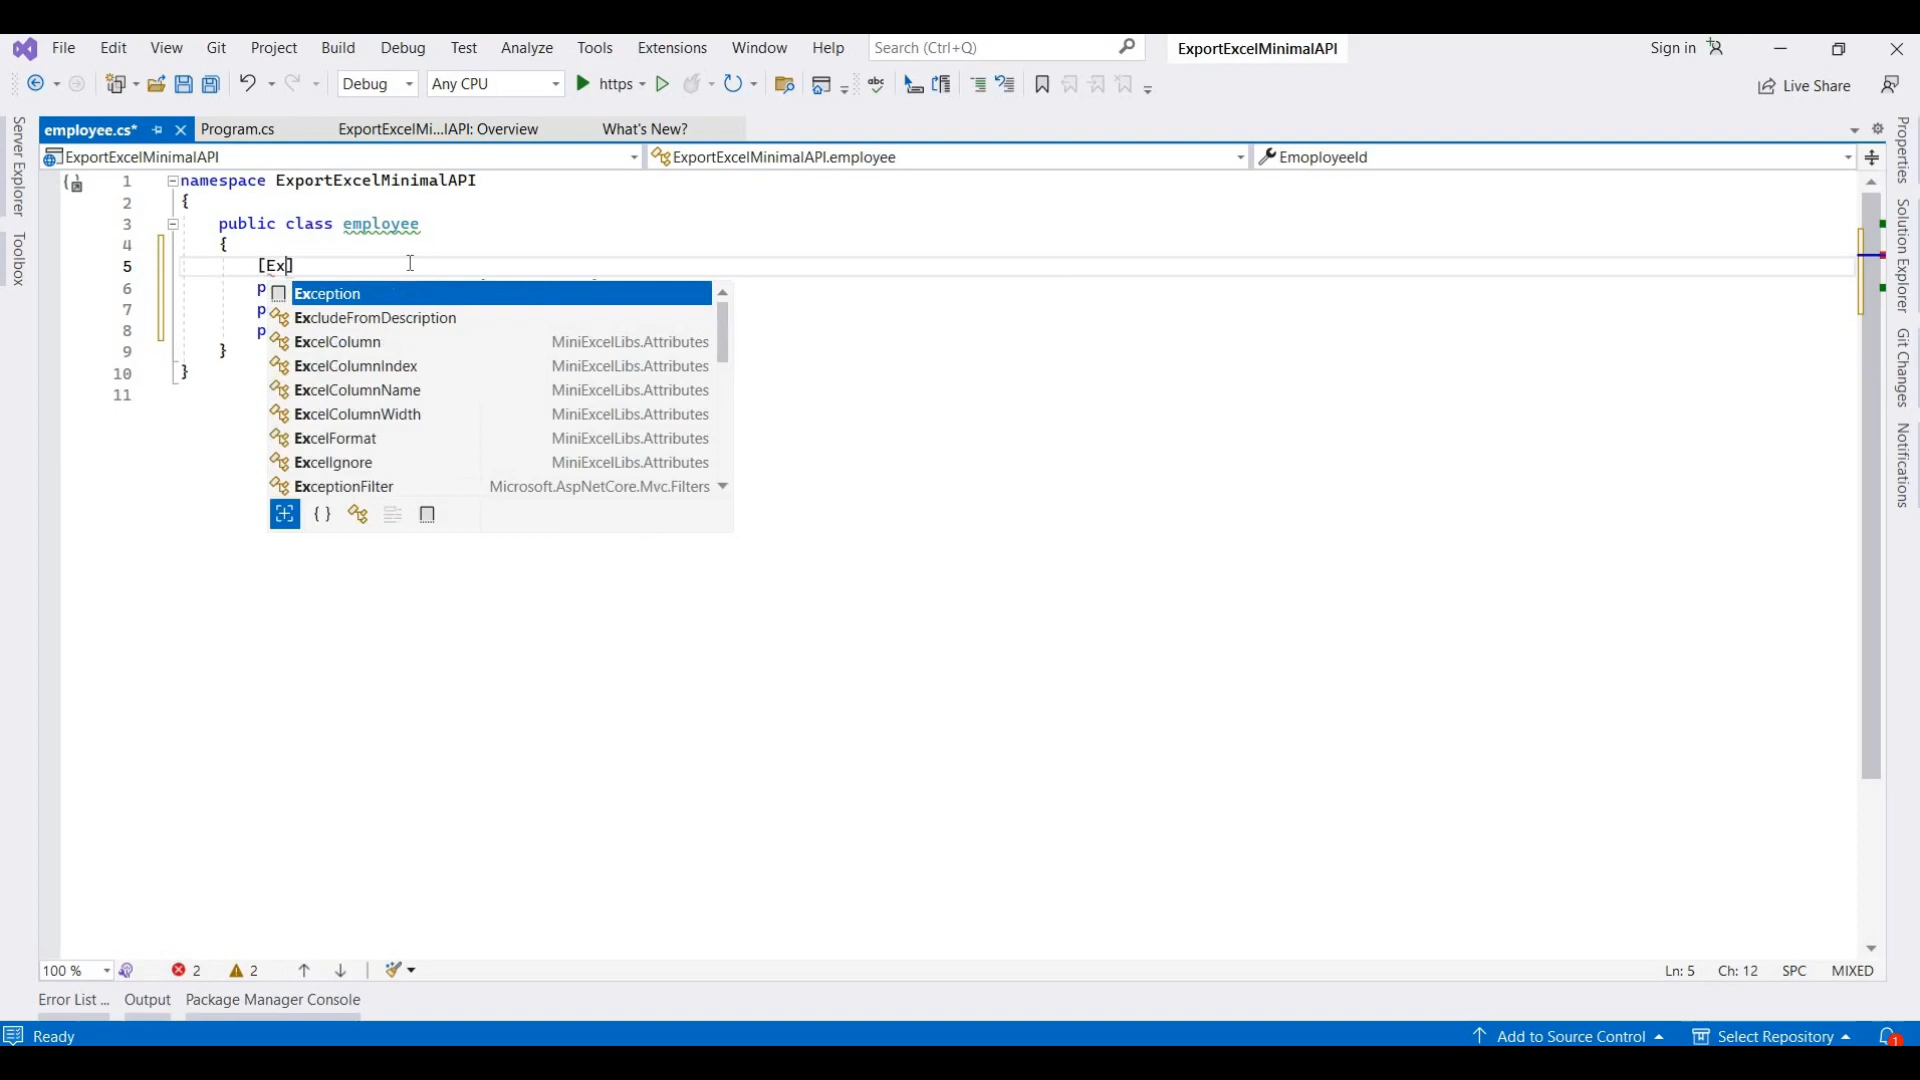 File Edit View Git Project Build Debug Test Analyze Tools Extensions Window Help Search (Ctrl+Q) ExportExcelMinimalAPI Sign in
Debug Any CPU https Live Share
employee.cs* Program.cs ExportExcelMi...lAPI: Overview What's New?
ExportExcelMinimalAPI ExportExcelMinimalAPI.employee EmoployeeId
Server Explorer
Toolbox
1 namespace ExportExcelMinimalAPI
2 {
3 public class employee
4 {
5 [Ex]
6 p
7 p
8 p
9 }
10 }
11
Exception
ExcludeFromDescription
ExcelColumn MiniExcelLibs.Attributes
ExcelColumnIndex MiniExcelLibs.Attributes
ExcelColumnName MiniExcelLibs.Attributes
ExcelColumnWidth MiniExcelLibs.Attributes
ExcelFormat MiniExcelLibs.Attributes
ExcelIgnore MiniExcelLibs.Attributes
ExceptionFilter Microsoft.AspNetCore.Mvc.Filters
Properties
Solution Explorer
Git Changes
Notifications
100 % 2 2 Ln: 5 Ch: 12 SPC MIXED
Error List ... Output Package Manager Console
Ready Add to Source Control Select Repository 1